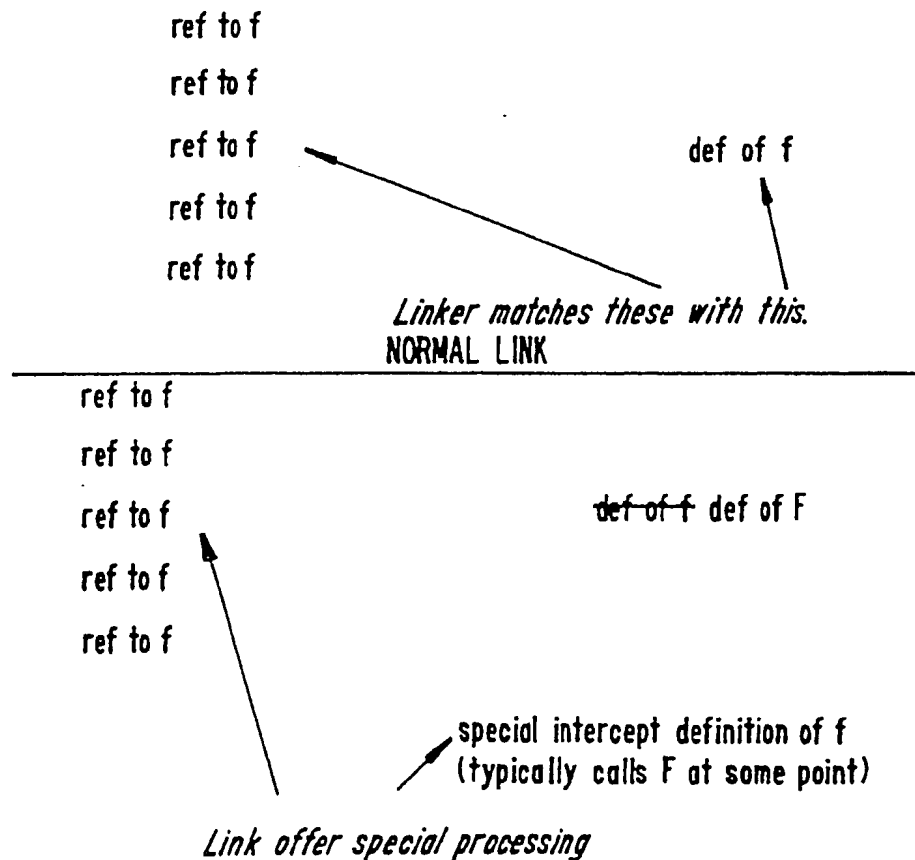 ref to f
ref to f
ref to f
def of f
ref to f
ref to f
Linker matches these with this.
NORMAL LINK
ref to f
ref to f
ref to f
def of f def of F
ref to f
ref to f
special intercept definition of f
(typically calls F at some point)
Link offer special processing